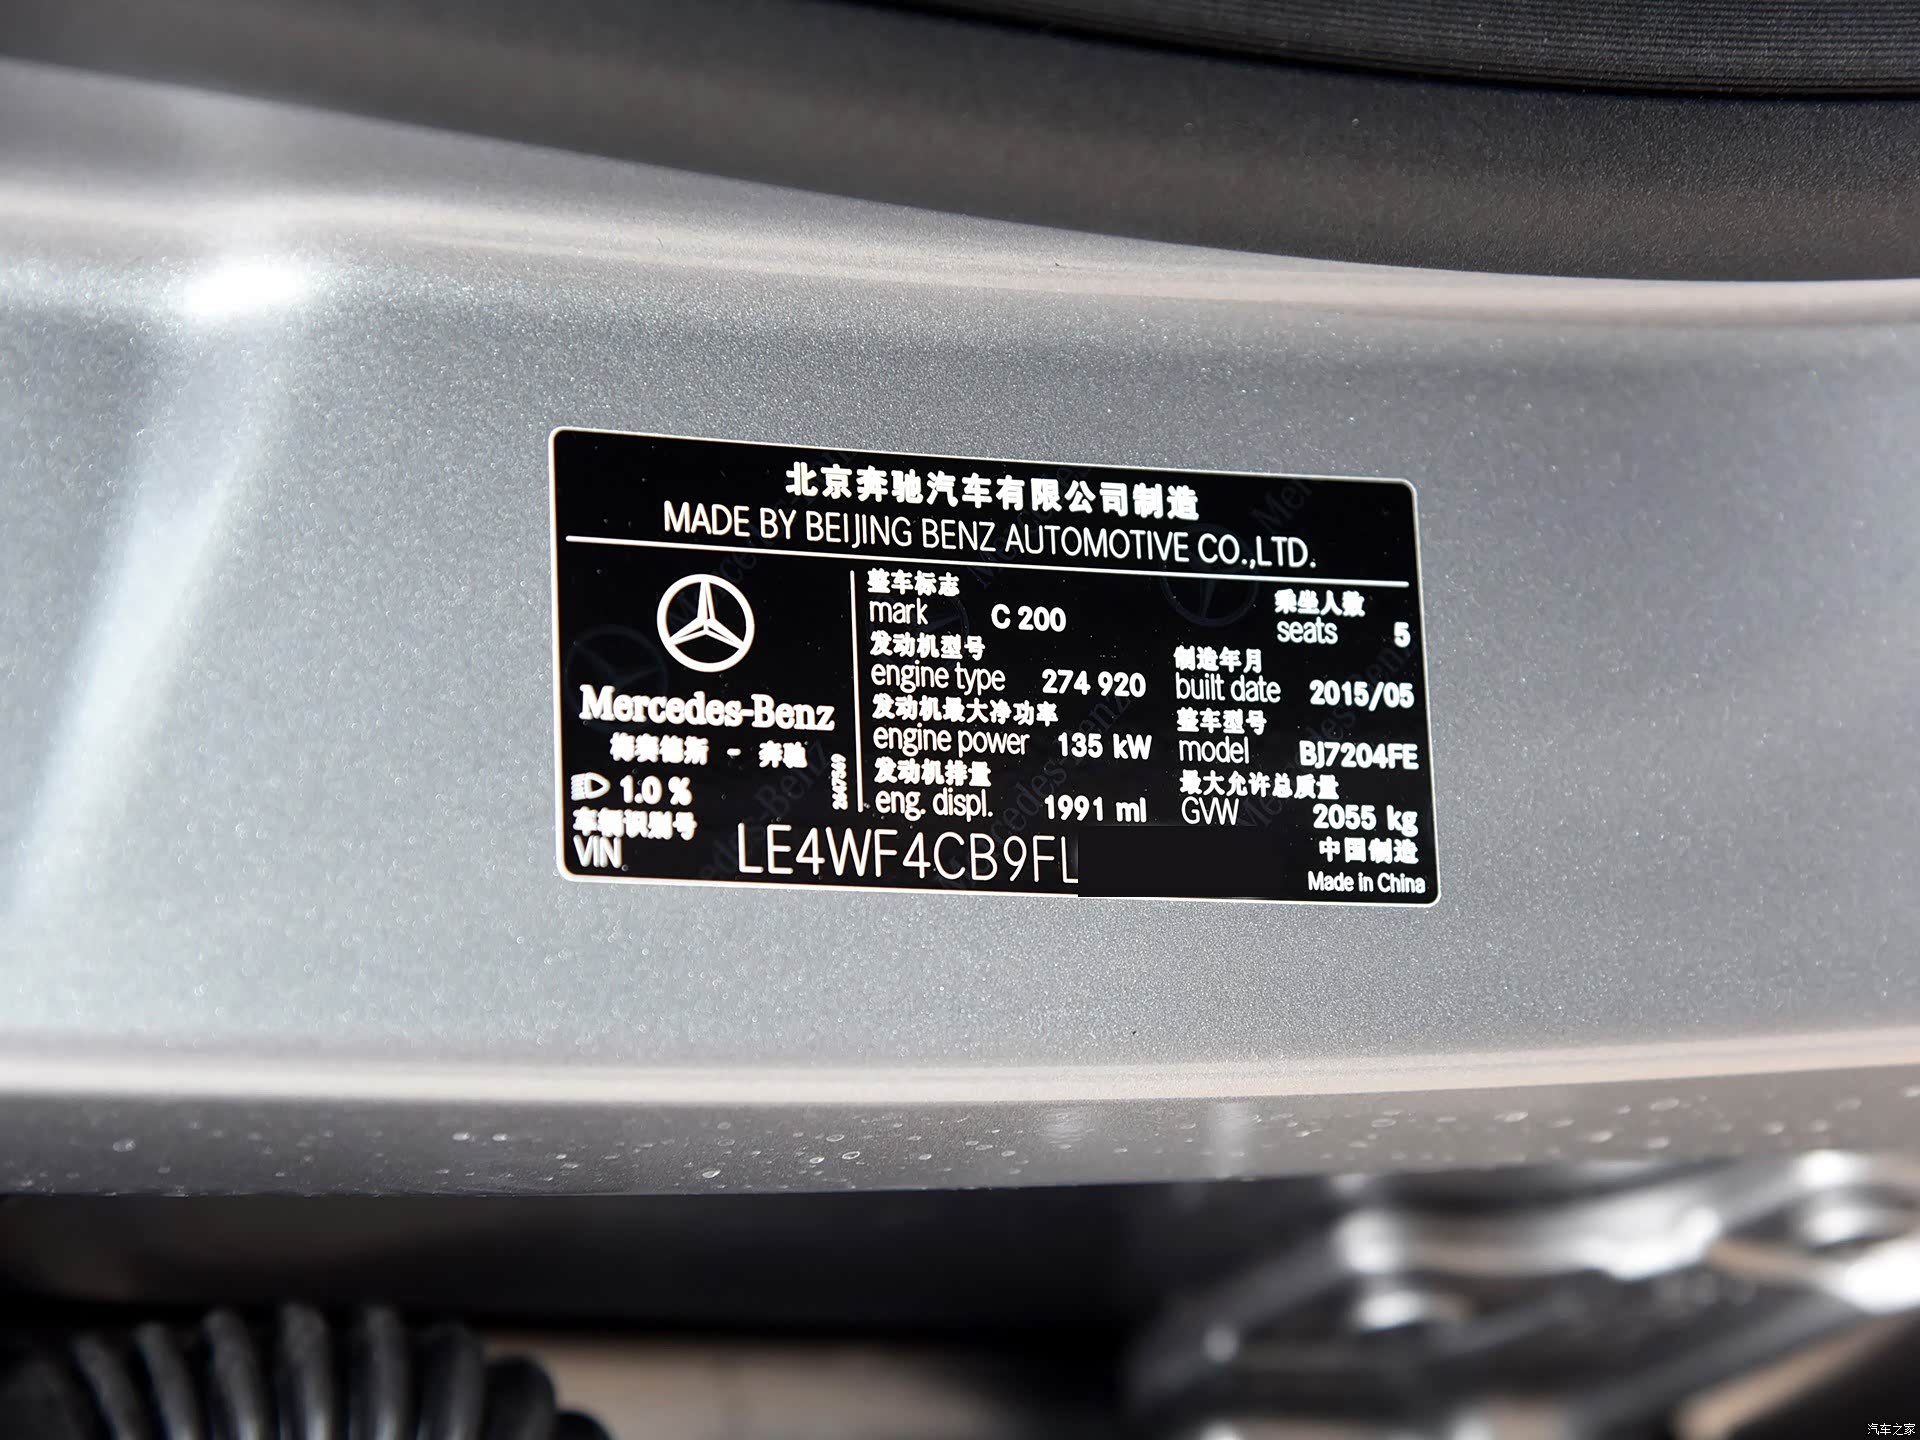 北京奔驰汽车有限公司制造
MADE BY BEIJING BENZ AUTOMOTIVE CO.,LTD.
Mercedes-Benz
梅赛德斯 - 奔驰
1.0 %
2647569
整车标志
mark C 200
乘坐人数
seats 5
发动机型号
engine type 274 920
制造年月
built date 2015/05
发动机最大净功率
engine power 135 kW
整车型号
model BJ7204FE
发动机排量
eng. displ. 1991 ml
最大允许总质量
GVW 2055 kg
车辆识别号
VIN LE4WF4CB9FL
中国制造
Made in China
汽车之家